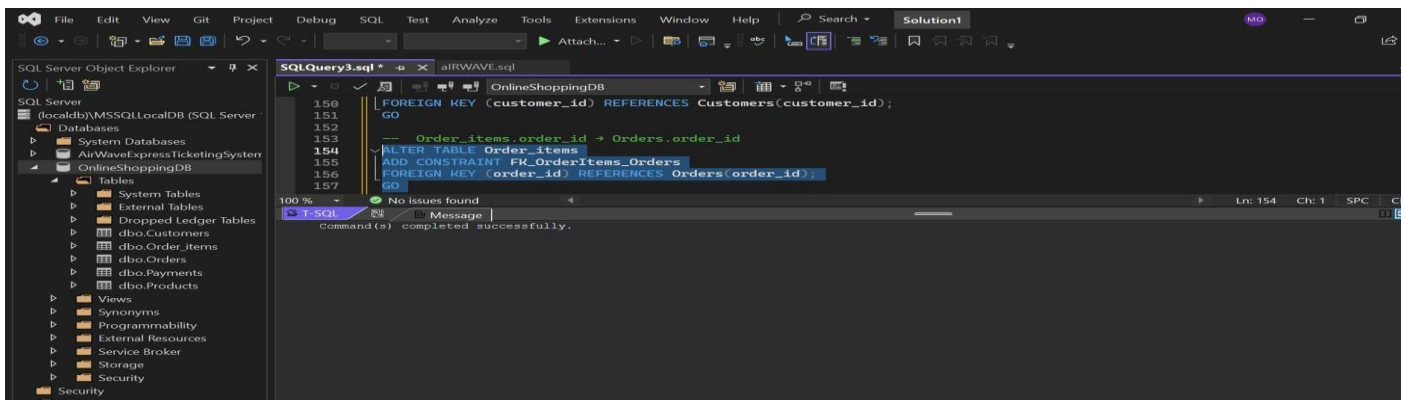 File Edit View Git Project Debug SQL Test Analyze Tools Extensions Window Help Search Solution1 MO
Attach...
SQL Server Object Explorer
SQL Server
(localdb)\MSSQLLocalDB (SQL Server
Databases
System Databases
AirWaveExpressTicketingSystem
OnlineShoppingDB
Tables
System Tables
External Tables
Dropped Ledger Tables
dbo.Customers
dbo.Order_items
dbo.Orders
dbo.Payments
dbo.Products
Views
Synonyms
Programmability
External Resources
Service Broker
Storage
Security
Security
SQLQuery3.sql * aIRWAVE.sql
OnlineShoppingDB
150 FOREIGN KEY (customer_id) REFERENCES Customers(customer_id);
151 GO
152
153 -- Order_items.order_id → Orders.order_id
154 ALTER TABLE Order_items
155 ADD CONSTRAINT FK_OrderItems_Orders
156 FOREIGN KEY (order_id) REFERENCES Orders(order_id);
157 GO
100 % No issues found Ln: 154 Ch: 1 SPC
T-SQL Message
Command(s) completed successfully.